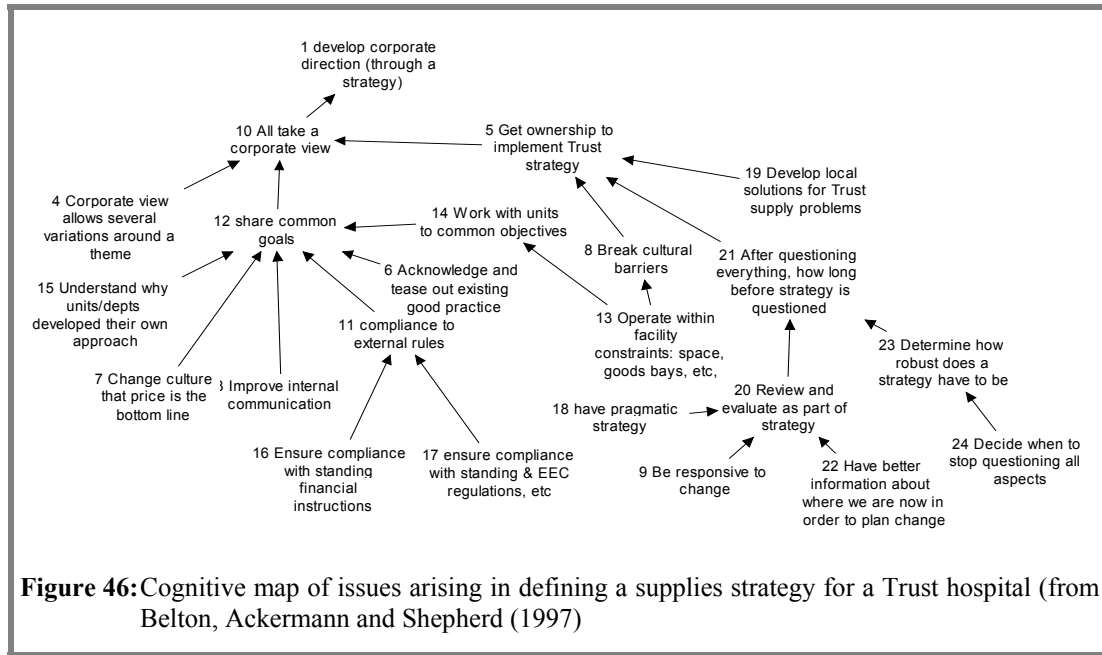 1 develop corporate
direction (through a
strategy)
10 All take a
corporate view
5 Get ownership to
implement Trust
strategy
19 Develop local
solutions for Trust
supply problems
4 Corporate view
allows several
variations around a
theme
12 share common
goals
14 Work with units
to common objectives
8 Break cultural
barriers
21 After questioning
everything, how long
before strategy is
questioned
15 Understand why
units/depts
developed their own
approach
6 Acknowledge and
tease out existing
good practice
11 compliance to
external rules
13 Operate within
facility
constraints: space,
goods bays, etc,
23 Determine how
robust does a
strategy have to be
7 Change culture
that price is the
bottom line
Improve internal
communication
18 have pragmatic
strategy
20 Review and
evaluate as part of
strategy
16 Ensure compliance
with standing
financial
instructions
17 ensure compliance
with standing & EEC
regulations, etc
9 Be responsive to
change
22 Have better
information about
where we are now in
order to plan change
24 Decide when to
stop questioning all
aspects
Figure 46: Cognitive map of issues arising in defining a supplies strategy for a Trust hospital (from
Belton, Ackermann and Shepherd (1997)